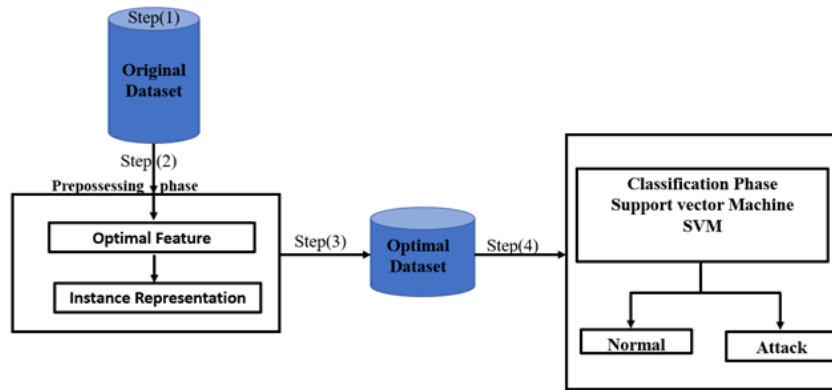 Step(1)
Original
Dataset
Step(2)
Prepossessing phase
Optimal Feature
Instance Representation
Step(3)
Optimal
Dataset
Step(4)
Classification Phase
Support vector Machine
SVM
Normal
Attack